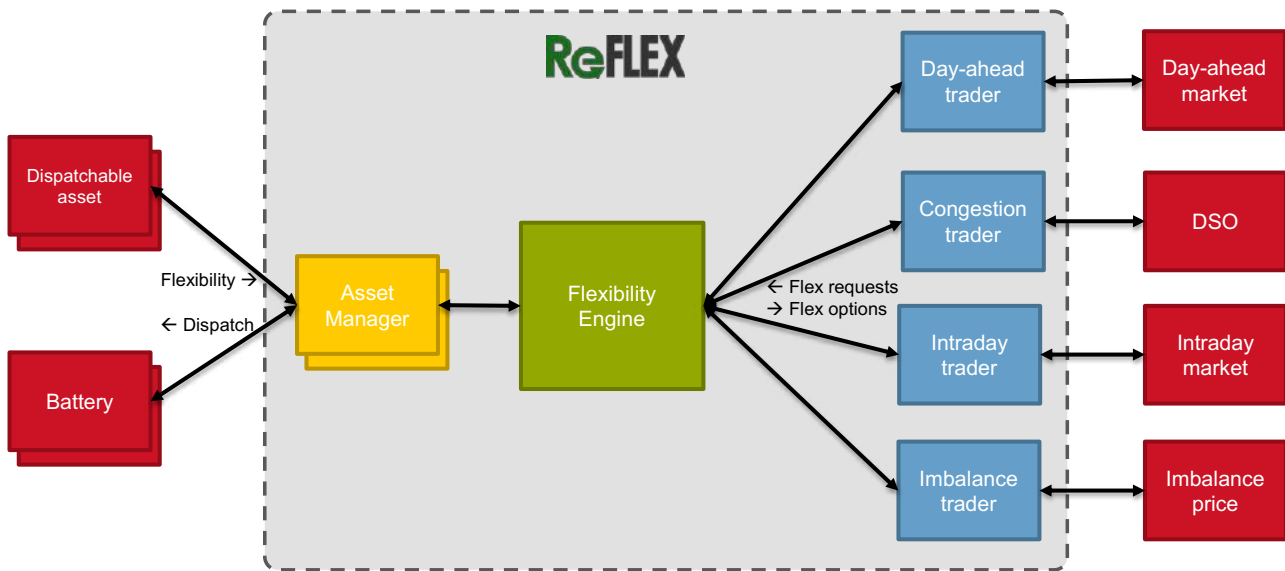 ReFLEX
Dispatchable
asset
Flexibility →
← Dispatch
Battery
Asset
Manager
Flexibility
Engine
← Flex requests
→ Flex options
Day-ahead
trader
Day-ahead
market
Congestion
trader
DSO
Intraday
trader
Intraday
market
Imbalance
trader
Imbalance
price